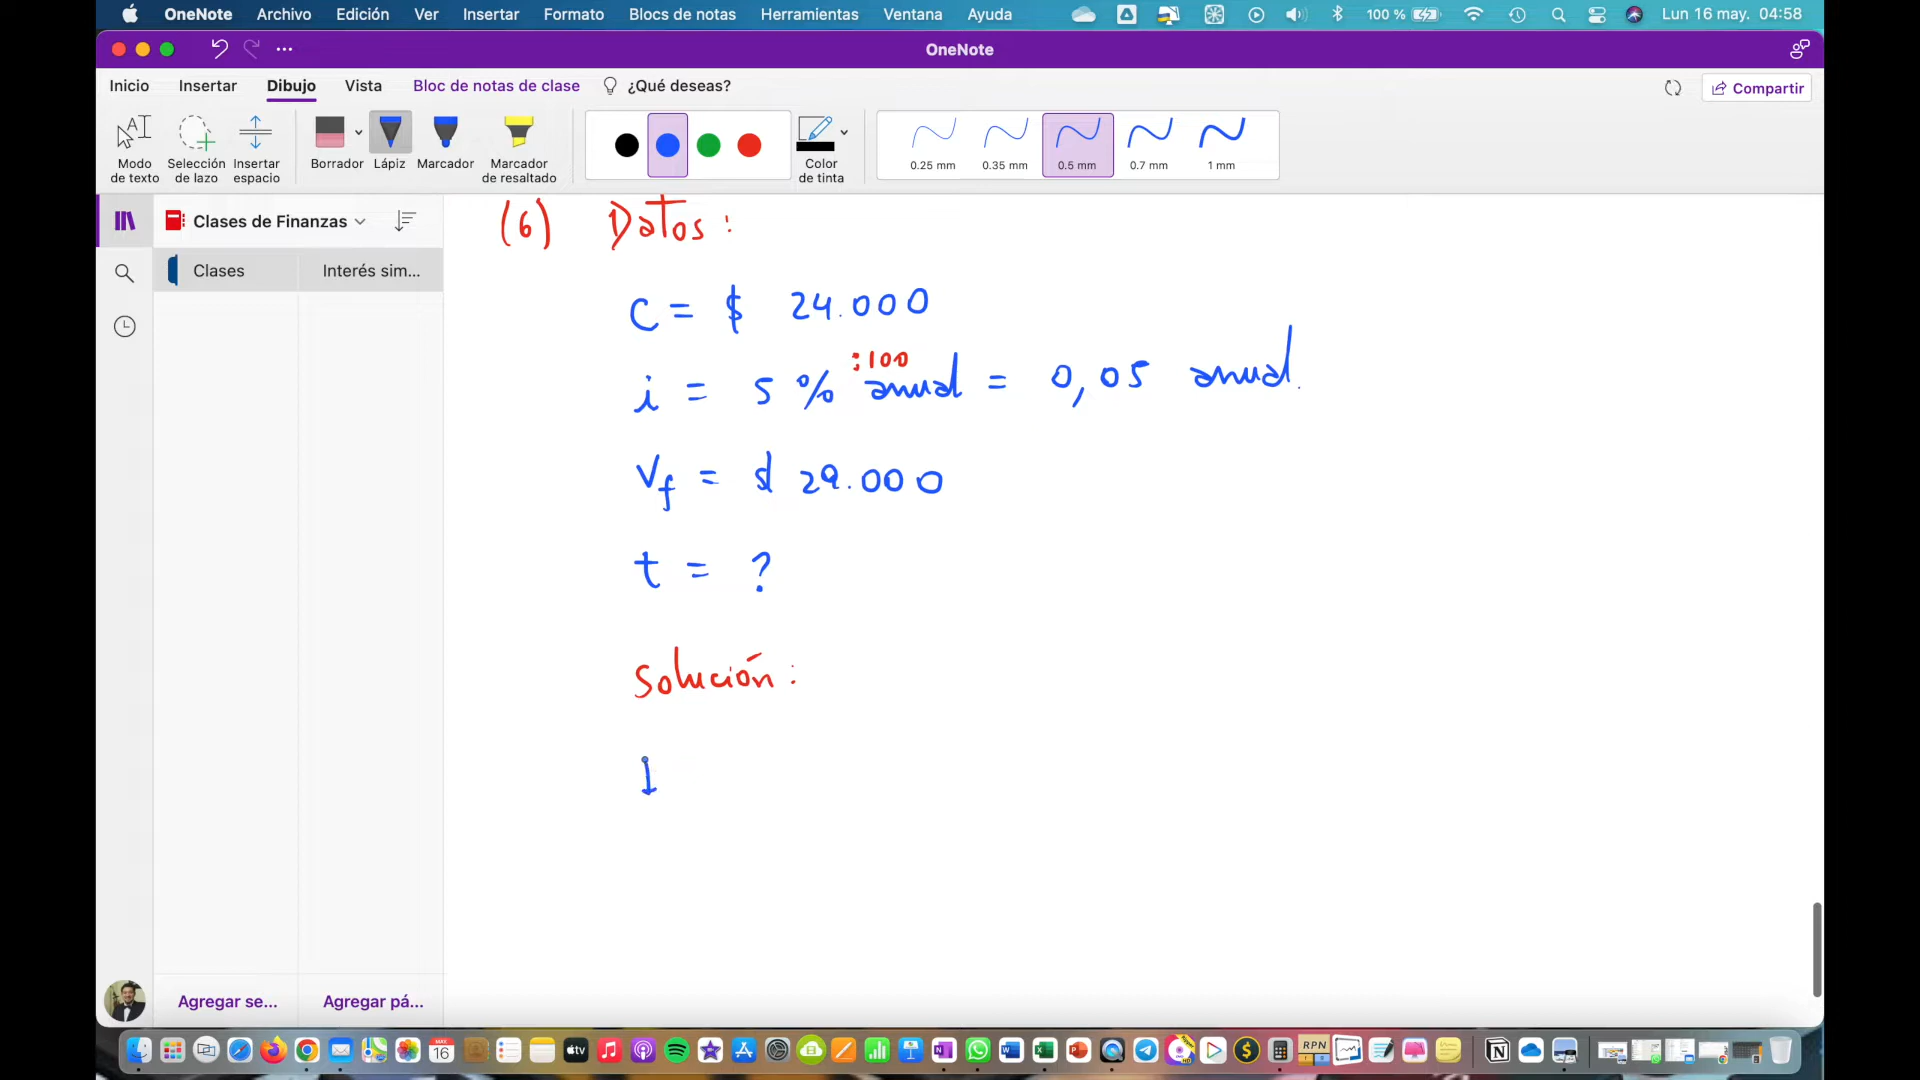 OneNote Archivo Edición Ver Insertar Formato Blocs de notas Herramientas Ventana Ayuda 100 % Lun 16 may. 04:58
OneNote
Inicio Insertar Dibujo Vista Bloc de notas de clase ¿Qué deseas? Compartir
Modo de texto
Selección de lazo
Insertar espacio
Borrador
Lápiz
Marcador
Marcador de resaltado
Color de tinta
0.25 mm 0.35 mm 0.5 mm 0.7 mm 1 mm
Clases de Finanzas
Clases Interés sim...
(6) Datos:
C = $ 24.000
:100
i = 5 % anual = 0,05 anual.
Vf = $ 29.000
t = ?
Solución:
I
Agregar se... Agregar pá...
MAY 16
tv
RPN